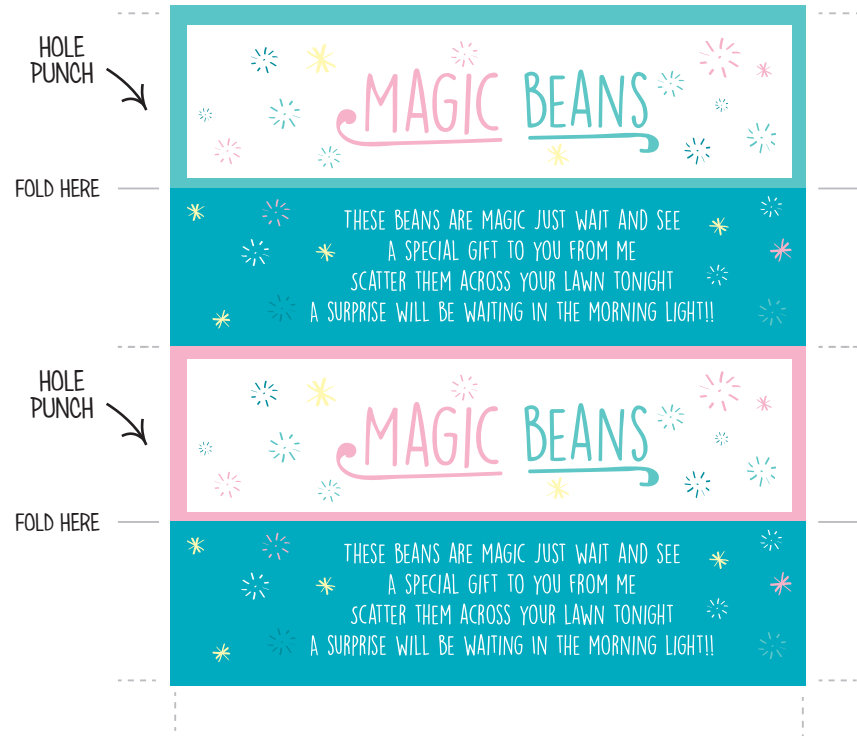 HOLE
PUNCH
MAGIC BEANS
FOLD HERE
THESE BEANS ARE MAGIC JUST WAIT AND SEE
A SPECIAL GIFT TO YOU FROM ME
SCATTER THEM ACROSS YOUR LAWN TONIGHT
A SURPRISE WILL BE WAITING IN THE MORNING LIGHT!!
HOLE
PUNCH
MAGIC BEANS
FOLD HERE
THESE BEANS ARE MAGIC JUST WAIT AND SEE
A SPECIAL GIFT TO YOU FROM ME
SCATTER THEM ACROSS YOUR LAWN TONIGHT
A SURPRISE WILL BE WAITING IN THE MORNING LIGHT!!